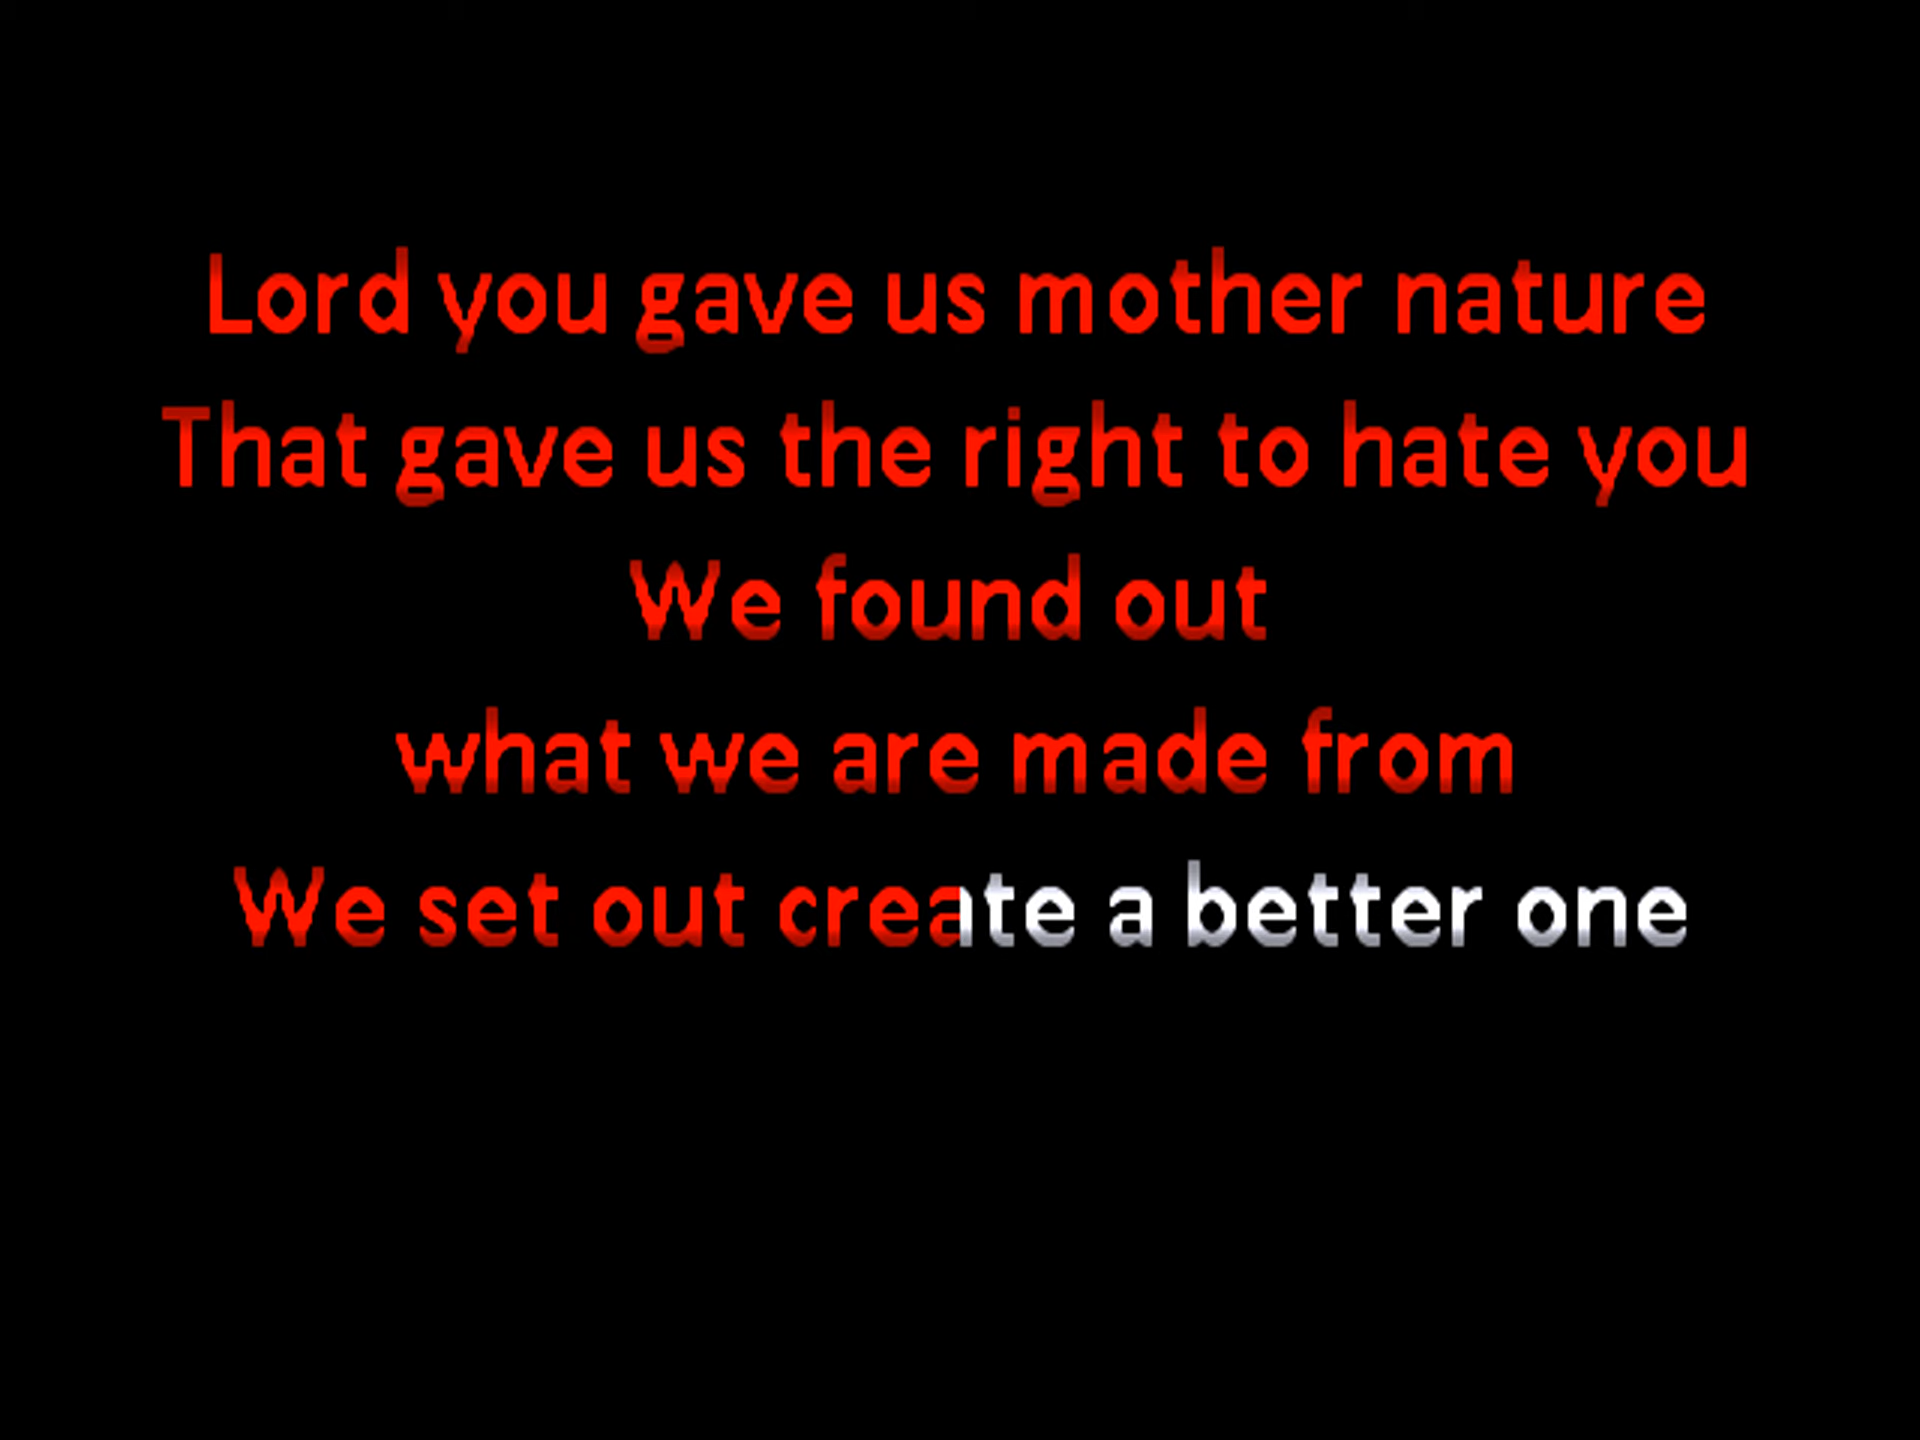 Lord you gave us mother nature
That gave us the right to hate you
We found out
what we are made from
We set out create a better one